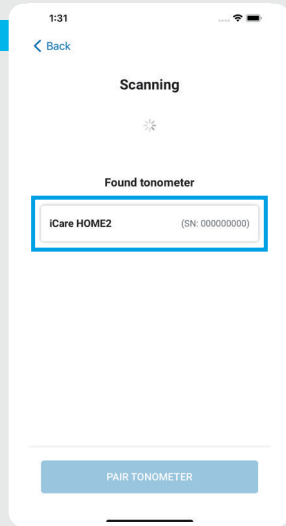 1:31
Back
Scanning
Found tonometer
iCare HOME2 (SN: 000000000)
PAIR TONOMETER